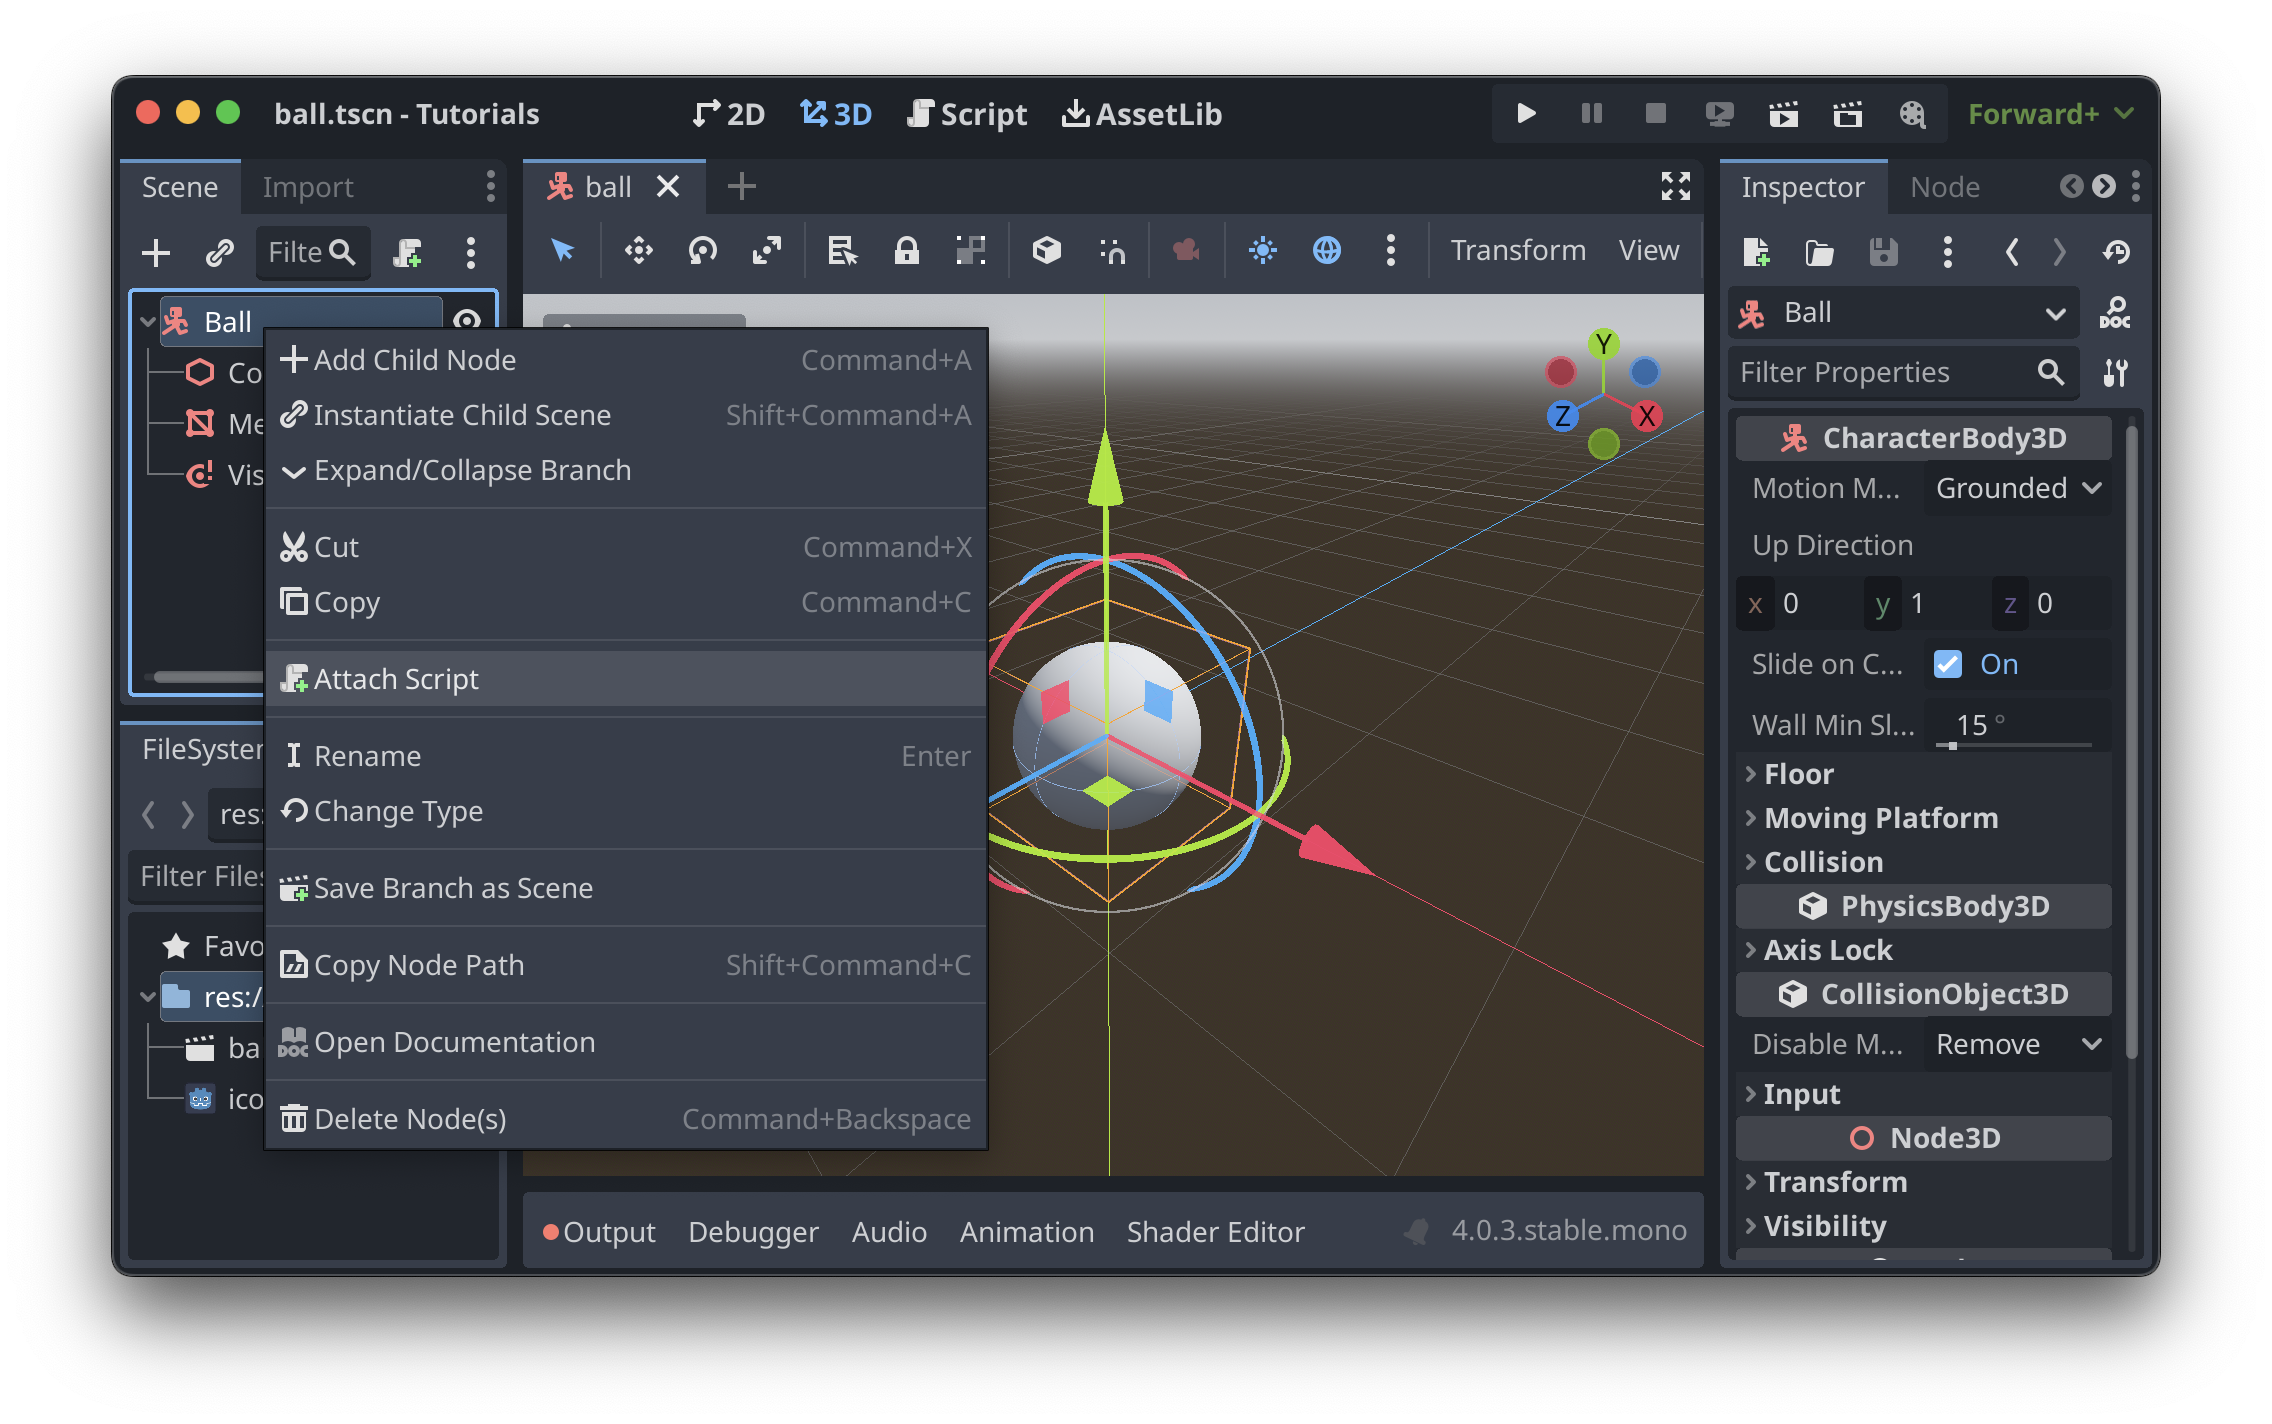 ball.tscn - Tutorials
2D
3D
Script
AssetLib
Forward+
Scene
Import
Filte
Ball
Co
Me
Vis
FileSyster
res:
Filter Files
Favo
res:/
ba
ico
Add Child Node Command+A
Instantiate Child Scene Shift+Command+A
Expand/Collapse Branch
Cut Command+X
Copy Command+C
Attach Script
Rename Enter
Change Type
Save Branch as Scene
Copy Node Path Shift+Command+C
DOC Open Documentation
Delete Node(s) Command+Backspace
ball
Transform View
Y
Z
X
Output Debugger Audio Animation Shader Editor 4.0.3.stable.mono
Inspector
Node
Ball
DOC
Filter Properties
CharacterBody3D
Motion M... Grounded
Up Direction
x 0 y 1 z 0
Slide on C... On
Wall Min Sl... 15 °
Floor
Moving Platform
Collision
PhysicsBody3D
Axis Lock
CollisionObject3D
Disable M... Remove
Input
Node3D
Transform
Visibility